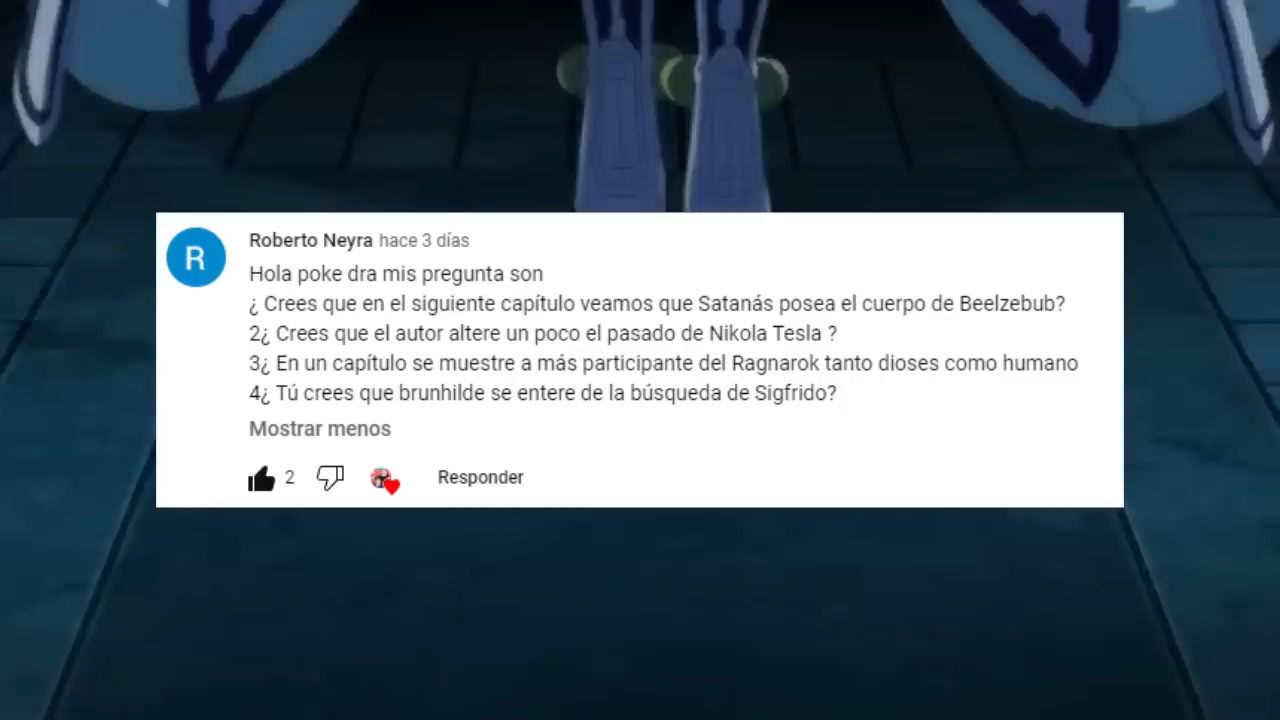 R
Roberto Neyra hace 3 días
Hola poke dra mis pregunta son
¿ Crees que en el siguiente capítulo veamos que Satanás posea el cuerpo de Beelzebub?
2¿ Crees que el autor altere un poco el pasado de Nikola Tesla ?
3¿ En un capítulo se muestre a más participante del Ragnarok tanto dioses como humano
4¿ Tú crees que brunhilde se entere de la búsqueda de Sigfrido?
Mostrar menos
2 Responder